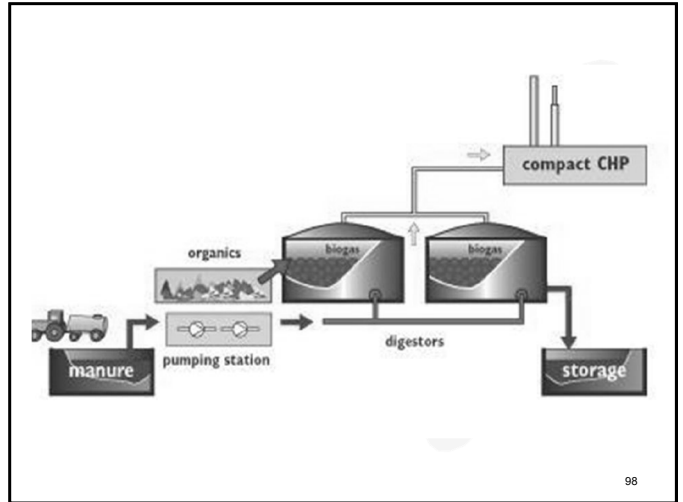 compact CHP
organics
biogas
biogas
manure
pumping station
digestors
storage
98